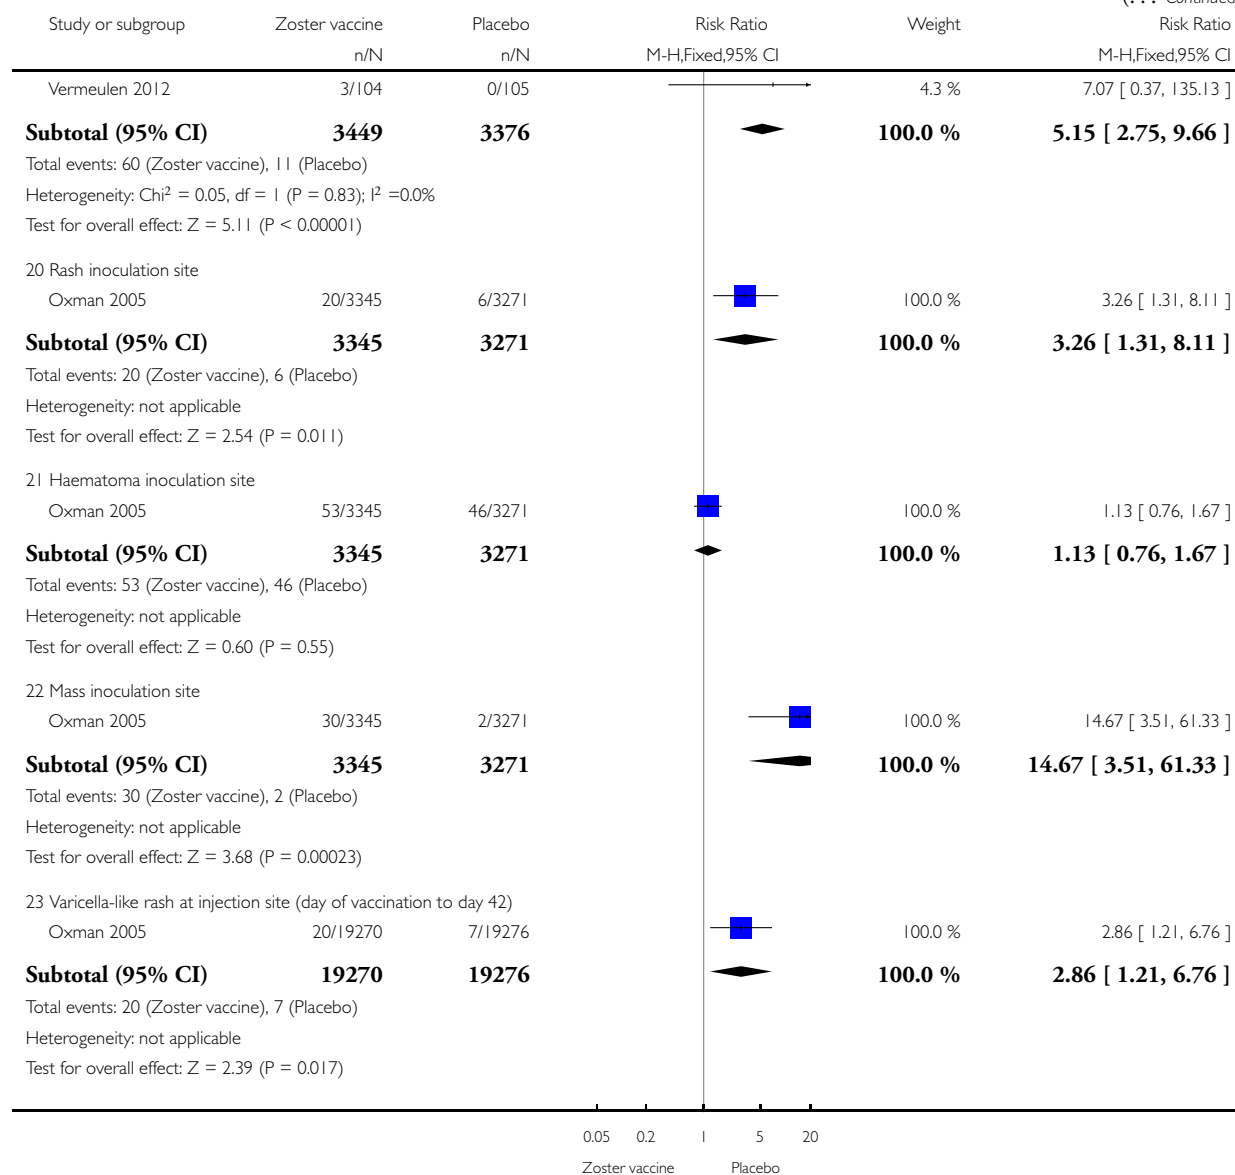 (. . . Continued
Study or subgroup Zoster vaccine Placebo Risk Ratio Weight Risk Ratio
n/N n/N M-H,Fixed,95% CI M-H,Fixed,95% CI
Vermeulen 2012 3/104 0/105 4.3 % 7.07 [ 0.37, 135.13 ]
Subtotal (95% CI) 3449 3376 100.0 % 5.15 [ 2.75, 9.66 ]
Total events: 60 (Zoster vaccine), 11 (Placebo)
Heterogeneity: Chi² = 0.05, df = 1 (P = 0.83); I² =0.0%
Test for overall effect: Z = 5.11 (P < 0.00001)
20 Rash inoculation site
Oxman 2005 20/3345 6/3271 100.0 % 3.26 [ 1.31, 8.11 ]
Subtotal (95% CI) 3345 3271 100.0 % 3.26 [ 1.31, 8.11 ]
Total events: 20 (Zoster vaccine), 6 (Placebo)
Heterogeneity: not applicable
Test for overall effect: Z = 2.54 (P = 0.011)
21 Haematoma inoculation site
Oxman 2005 53/3345 46/3271 100.0 % 1.13 [ 0.76, 1.67 ]
Subtotal (95% CI) 3345 3271 100.0 % 1.13 [ 0.76, 1.67 ]
Total events: 53 (Zoster vaccine), 46 (Placebo)
Heterogeneity: not applicable
Test for overall effect: Z = 0.60 (P = 0.55)
22 Mass inoculation site
Oxman 2005 30/3345 2/3271 100.0 % 14.67 [ 3.51, 61.33 ]
Subtotal (95% CI) 3345 3271 100.0 % 14.67 [ 3.51, 61.33 ]
Total events: 30 (Zoster vaccine), 2 (Placebo)
Heterogeneity: not applicable
Test for overall effect: Z = 3.68 (P = 0.00023)
23 Varicella-like rash at injection site (day of vaccination to day 42)
Oxman 2005 20/19270 7/19276 100.0 % 2.86 [ 1.21, 6.76 ]
Subtotal (95% CI) 19270 19276 100.0 % 2.86 [ 1.21, 6.76 ]
Total events: 20 (Zoster vaccine), 7 (Placebo)
Heterogeneity: not applicable
Test for overall effect: Z = 2.39 (P = 0.017)
0.05 0.2 1 5 20
Zoster vaccine Placebo